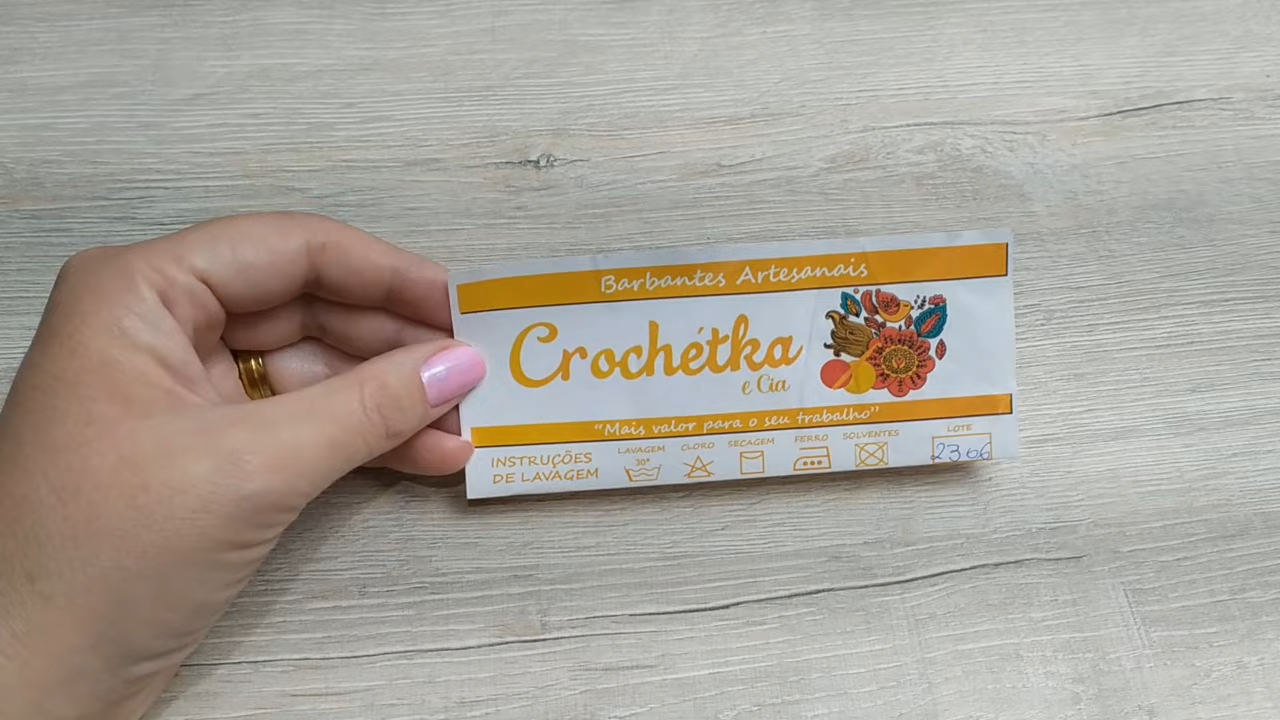 Barbantes Artesanais
Crochétka
e Cia
"Mais valor para o seu trabalho"
INSTRUÇÕES
DE LAVAGEM
LAVAGEM
30°
CLORO
SECAGEM
FERRO
SOLVENTES
LOTE
2306